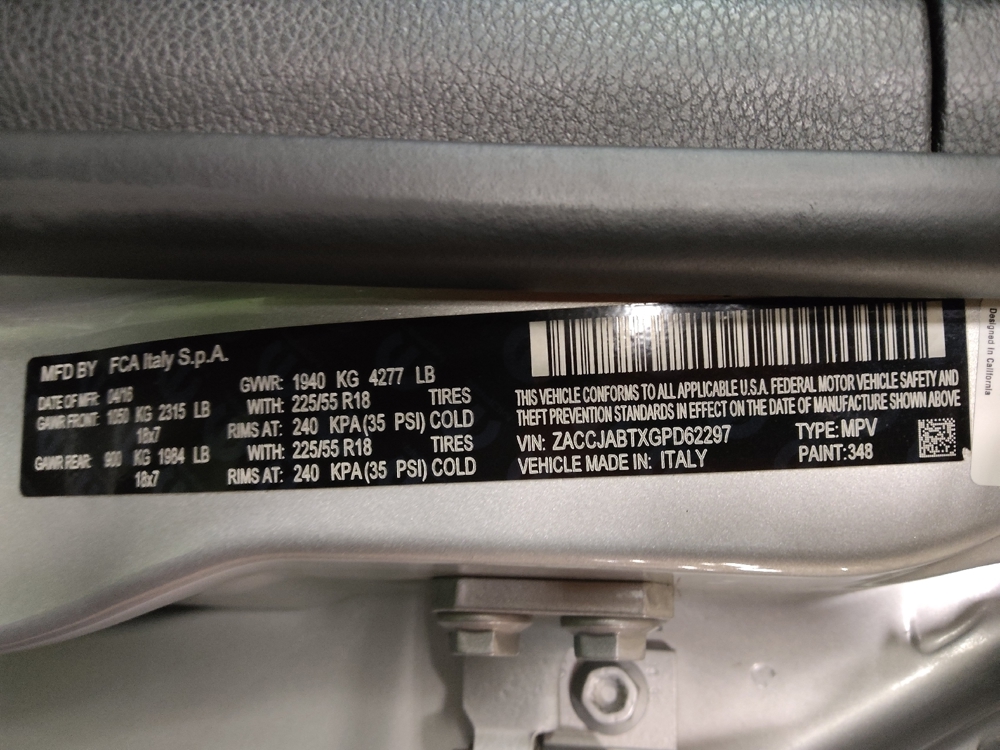 MFD BY FCA Italy S.p.A.
DATE OF MFR: 04/16
GVWR: 1940 KG 4277 LB
GAWR FRONT: 1050 KG 2315 LB
WITH: 225/55 R18 TIRES
18x7
RIMS AT: 240 KPA(35 PSI) COLD
GAWR REAR: 900 KG 1984 LB
WITH: 225/55 R18 TIRES
18x7
RIMS AT: 240 KPA(35 PSI) COLD
THIS VEHICLE CONFORMS TO ALL APPLICABLE U.S.A. FEDERAL MOTOR VEHICLE SAFETY AND
THEFT PREVENTION STANDARDS IN EFFECT ON THE DATE OF MANUFACTURE SHOWN ABOVE
VIN: ZACCJABTXGPD62297 TYPE: MPV
VEHICLE MADE IN: ITALY PAINT: 348
Designed in California